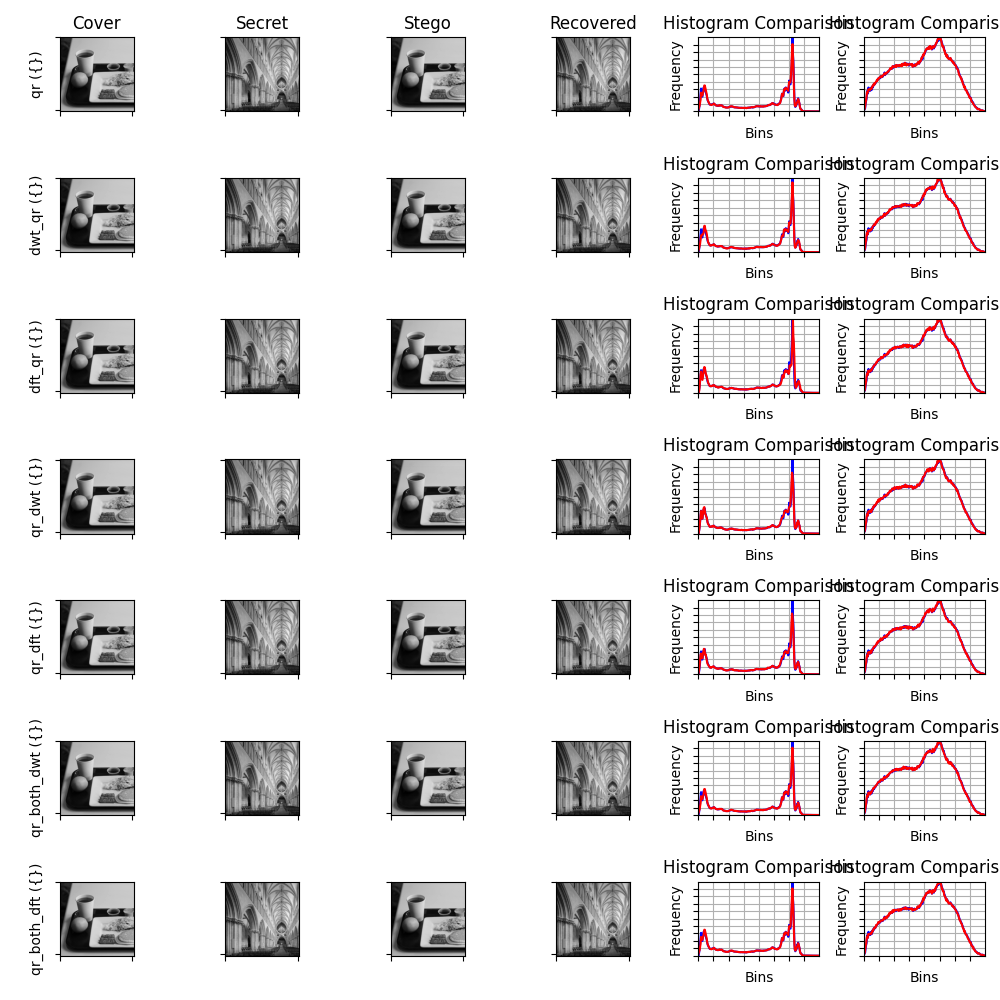 Cover Secret Stego Recovered Histogram Comparison Histogram Comparis
qr ({}) Frequency Bins Frequency Bins
Histogram Comparison Histogram Comparis
dwt_qr ({}) Frequency Bins Frequency Bins
Histogram Comparison Histogram Comparis
dft_qr ({}) Frequency Bins Frequency Bins
Histogram Comparison Histogram Comparis
qr_dwt ({}) Frequency Bins Frequency Bins
Histogram Comparison Histogram Comparis
qr_dft ({}) Frequency Bins Frequency Bins
Histogram Comparison Histogram Comparis
qr_both_dwt ({}) Frequency Bins Frequency Bins
Histogram Comparison Histogram Comparis
qr_both_dft ({}) Frequency Bins Frequency Bins